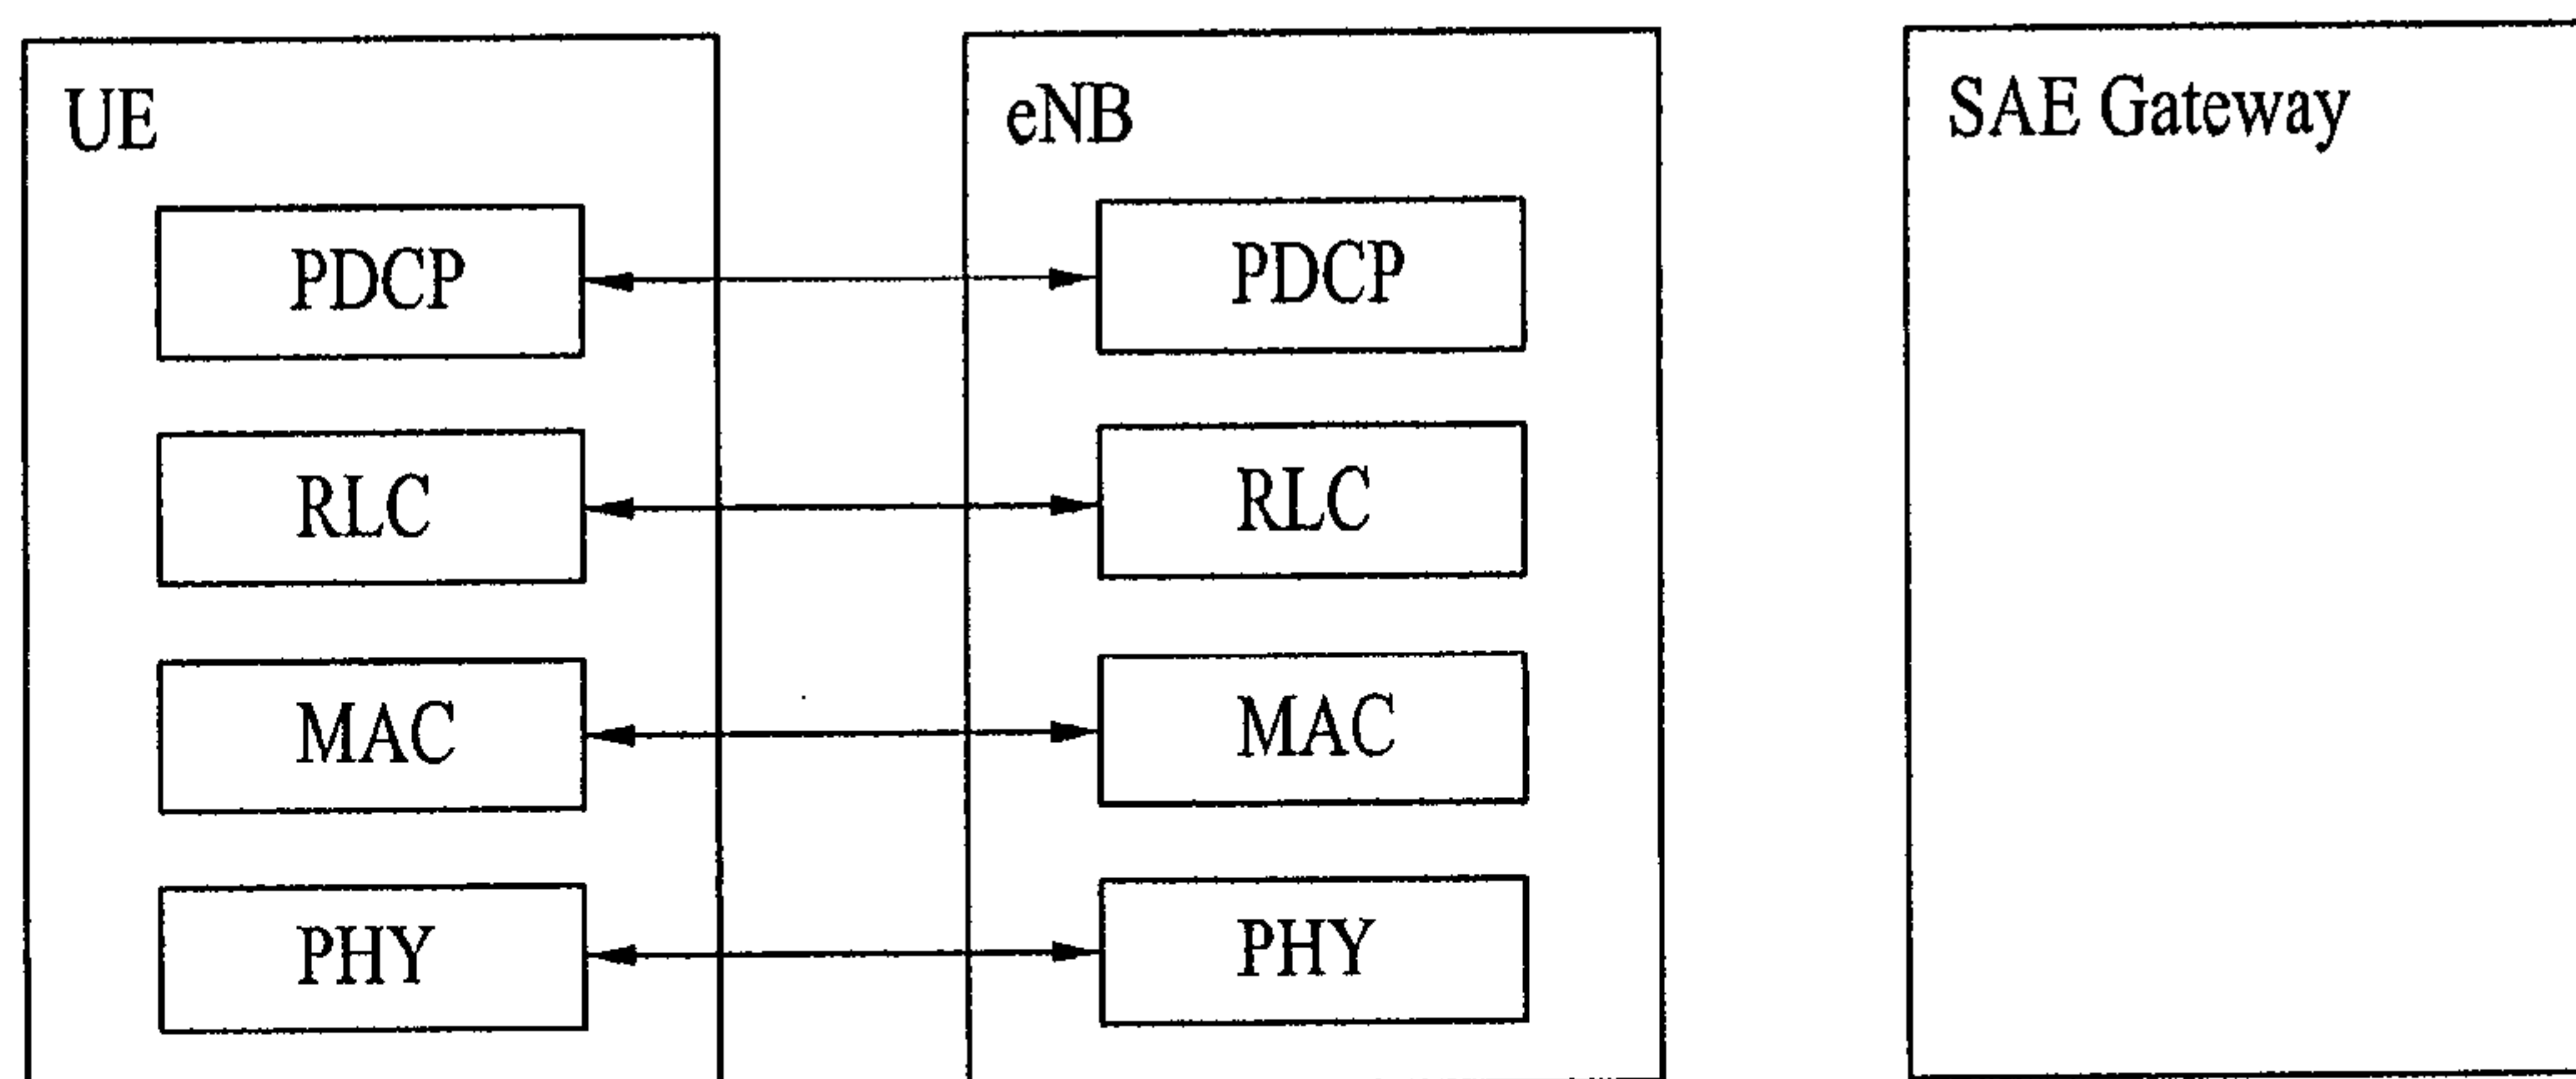 UE
eNB
SAE Gateway
PDCP
PDCP
RLC
RLC
MAC
MAC
PHY
PHY